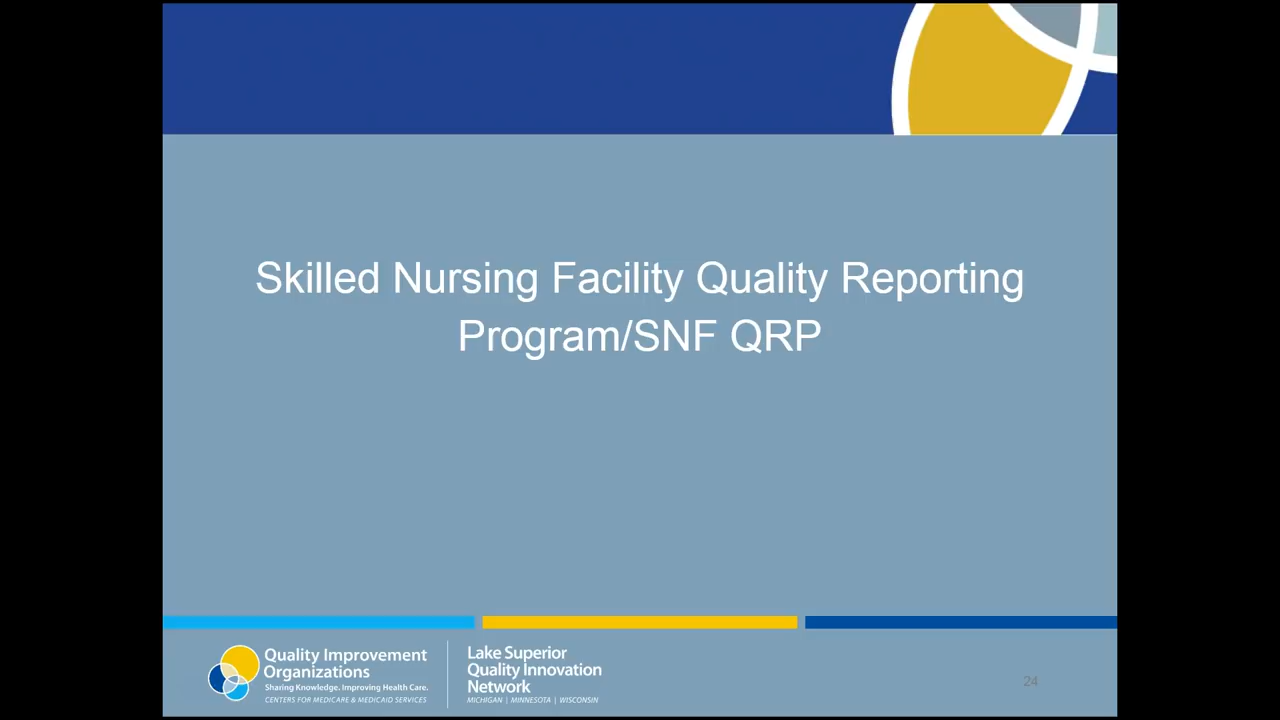 Skilled Nursing Facility Quality Reporting
Program/SNF QRP
Quality Improvement
Organizations
Sharing Knowledge. Improving Health Care.
CENTERS FOR MEDICARE & MEDICAID SERVICES
Lake Superior
Quality Innovation
Network
MICHIGAN | MINNESOTA | WISCONSIN
24